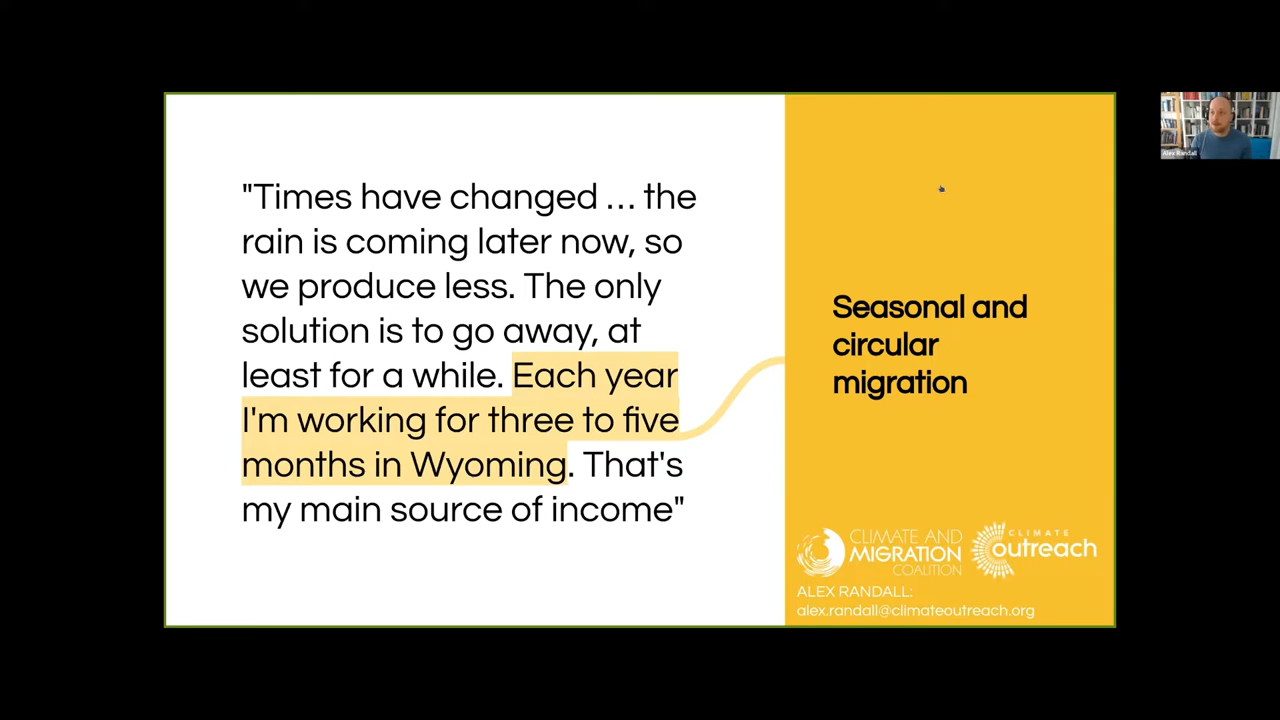 "Times have changed … the
rain is coming later now, so
we produce less. The only
solution is to go away, at
least for a while. Each year
I'm working for three to five
months in Wyoming. That's
my main source of income"
Seasonal and
circular
migration
CLIMATE AND
MIGRATION
COALITION
CLIMATE
outreach
ALEX RANDALL:
alex.randall@climateoutreach.org
Alex Randall